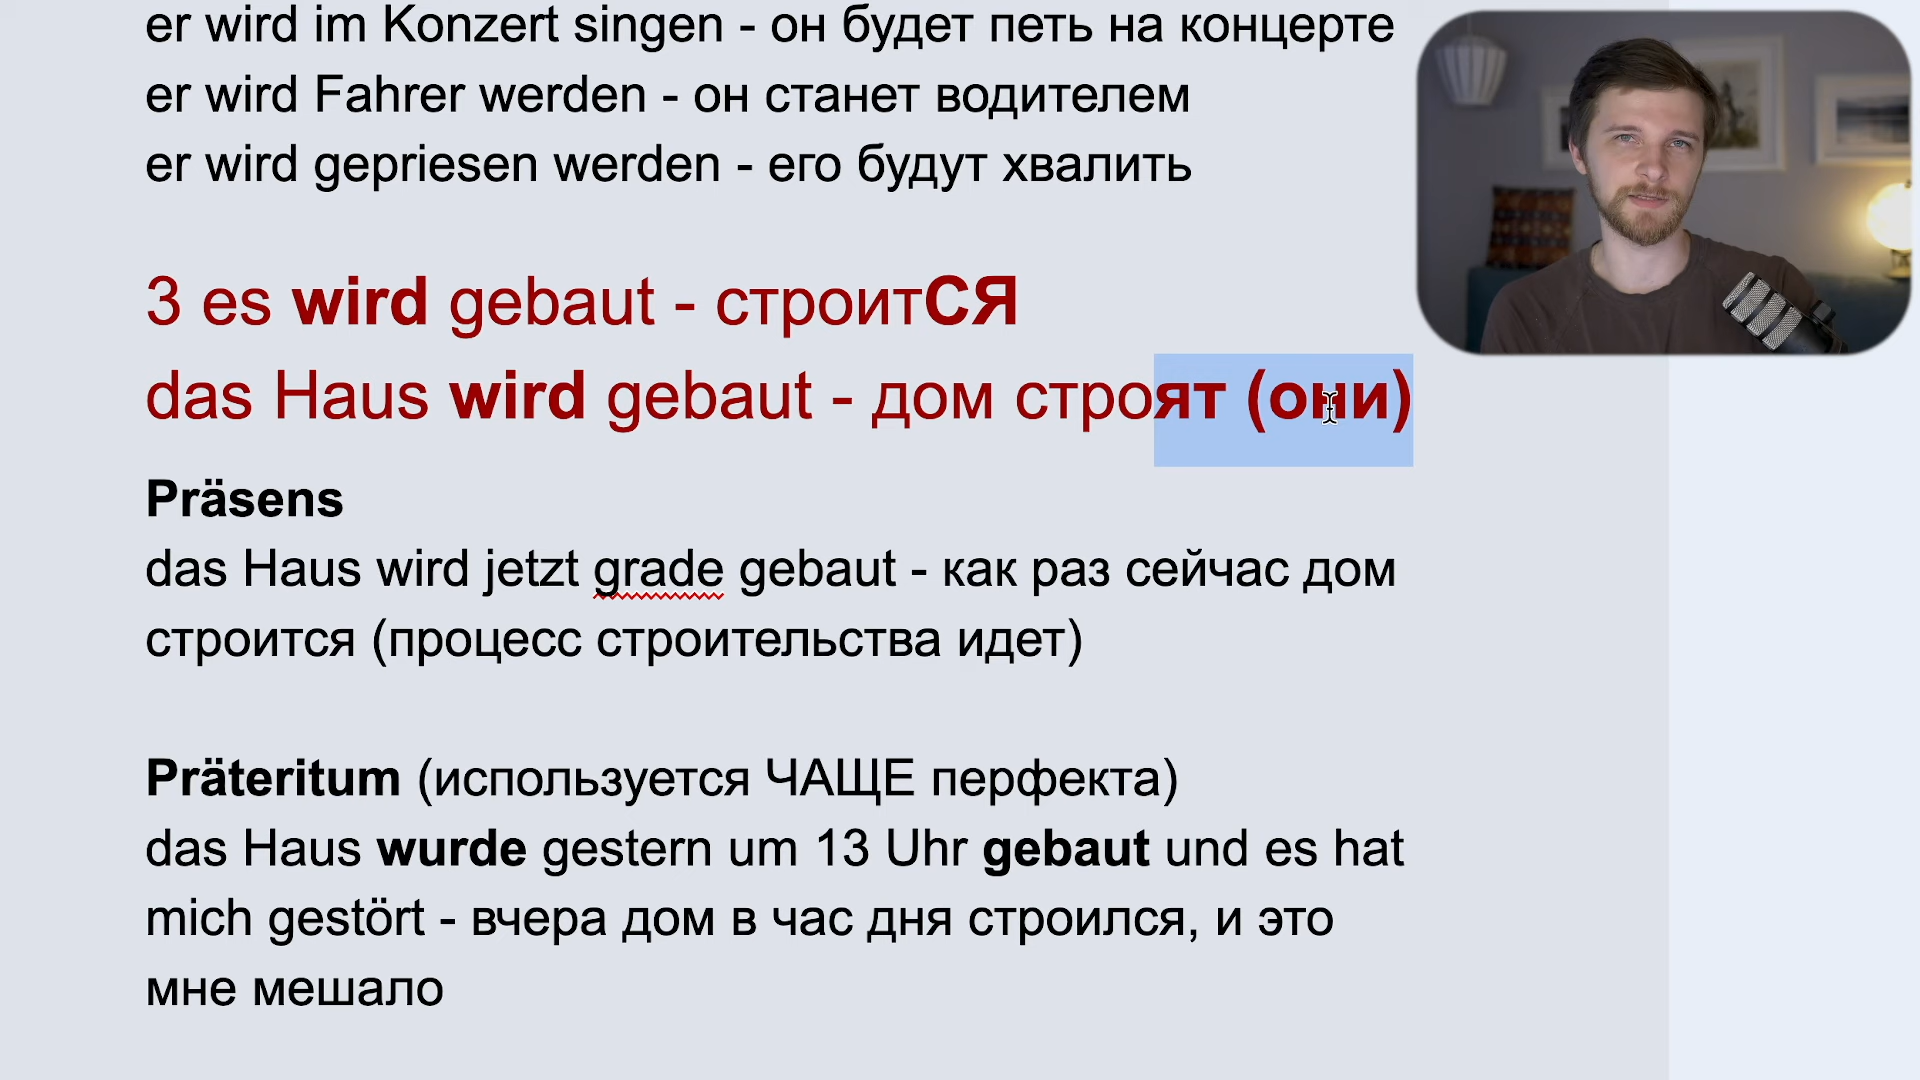 er wird im Konzert singen - он будет петь на концерте
er wird Fahrer werden - он станет водителем
er wird gepriesen werden - его будут хвалить
3 es wird gebaut - строитСЯ
das Haus wird gebaut - дом строят (они)
Präsens
das Haus wird jetzt grade gebaut - как раз сейчас дом
строится (процесс строительства идет)
Präteritum (используется ЧАЩЕ перфекта)
das Haus wurde gestern um 13 Uhr gebaut und es hat
mich gestört - вчера дом в час дня строился, и это
мне мешало